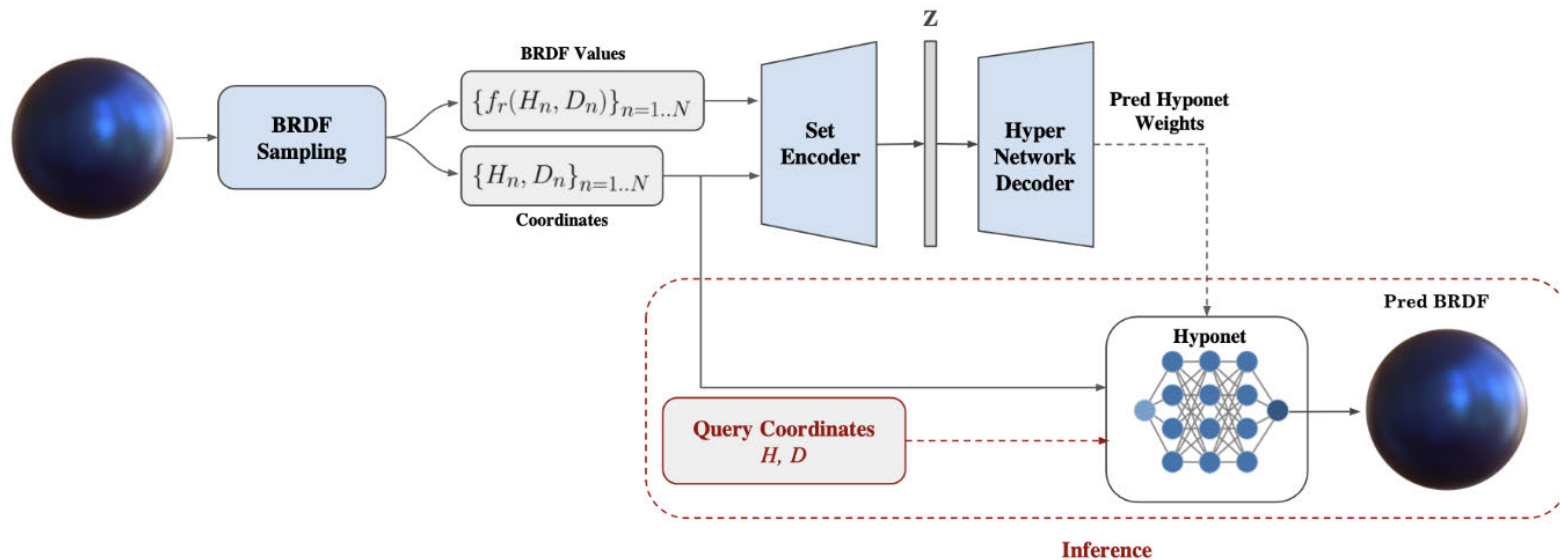 BRDF
Sampling
BRDF Values
{f_r(H_n, D_n)}_{n=1..N}
{H_n, D_n}_{n=1..N}
Coordinates
Set
Encoder
Z
Hyper
Network
Decoder
Pred Hyponet
Weights
Hyponet
Pred BRDF
Query Coordinates
H, D
Inference